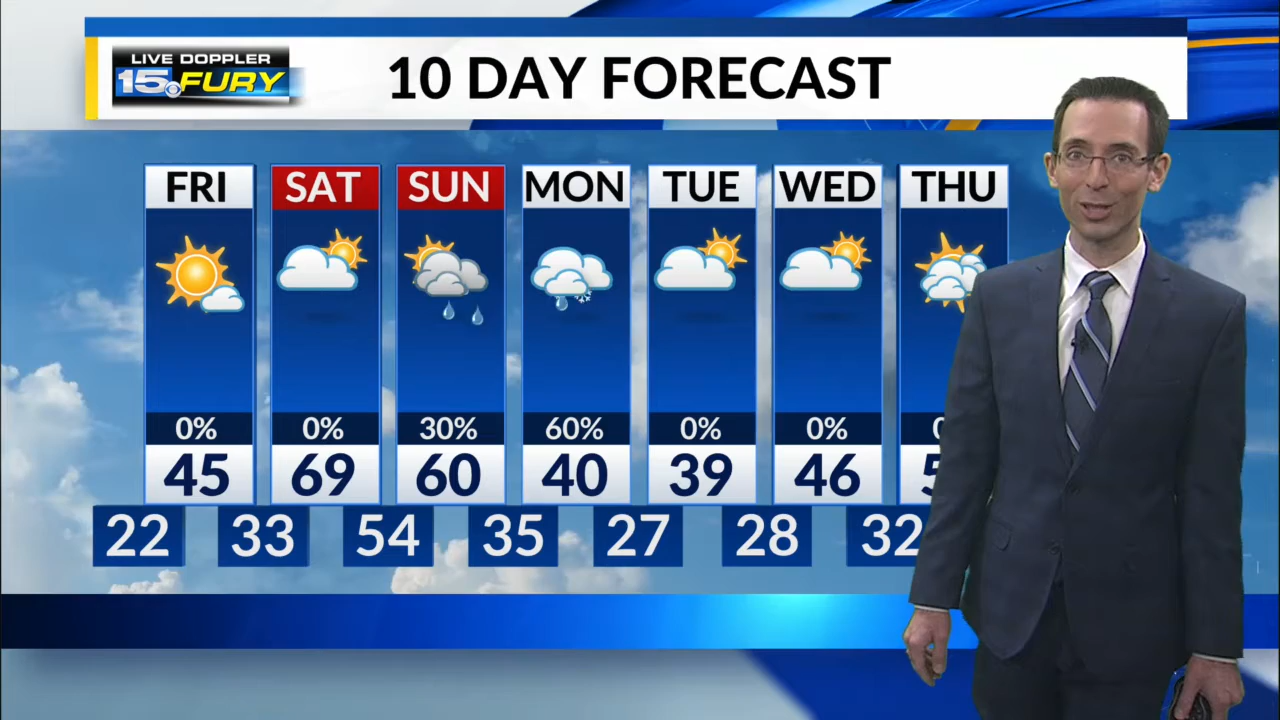 LIVE DOPPLER
15 FURY
10 DAY FORECAST
FRI SAT SUN MON TUE WED THU
0% 0% 30% 60% 0% 0%
45 69 60 40 39 46
22 33 54 35 27 28 32